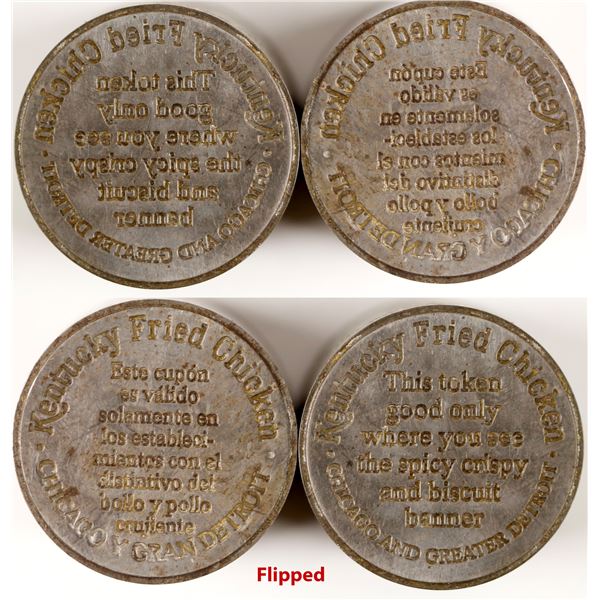 Kentucky Fried Chicken
This token
good only
where you see
the spicy crispy
and biscuit
banner
CHICAGO AND GREATER DETROIT
Kentucky Fried Chicken
Este cupón
es válido
solamente en
los estableci-
mientos con el
distintivo del
bollo y pollo
crujiente
CHICAGO Y GRAN DETROIT
Kentucky Fried Chicken
Este cupón
es válido
solamente en
los estableci-
mientos con el
distintivo del
bollo y pollo
crujiente
CHICAGO Y GRAN DETROIT
Kentucky Fried Chicken
This token
good only
where you see
the spicy crispy
and biscuit
banner
CHICAGO AND GREATER DETROIT
Flipped